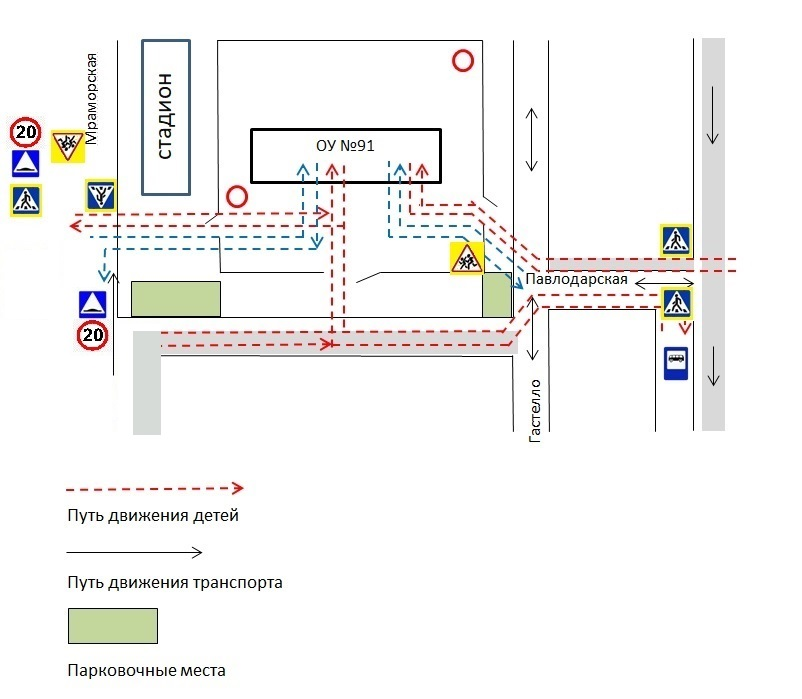 Мраморская
стадион
ОУ №91
20
Павлодарская
20
Гастелло
Путь движения детей
Путь движения транспорта
Парковочные места